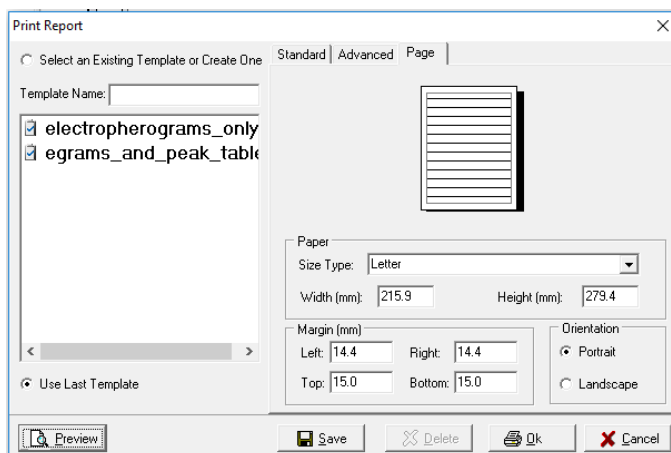 Print Report
Select an Existing Template or Create One
Template Name:
electropherograms_only
egrams_and_peak_table
Use Last Template
Preview
Standard Advanced Page
Paper
Size Type: Letter
Width (mm): 215.9 Height (mm): 279.4
Margin (mm)
Left: 14.4 Right: 14.4
Top: 15.0 Bottom: 15.0
Orientation
Portrait
Landscape
Save Delete Ok Cancel